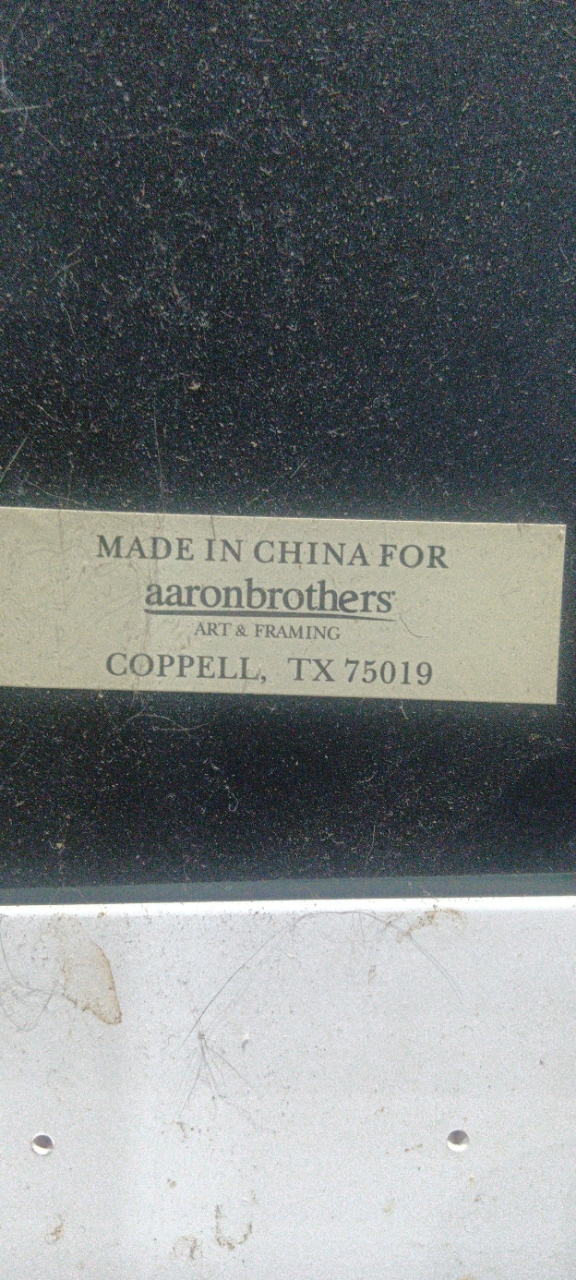 MADE IN CHINA FOR
aaronbrothers
ART & FRAMING
COPPELL, TX 75019